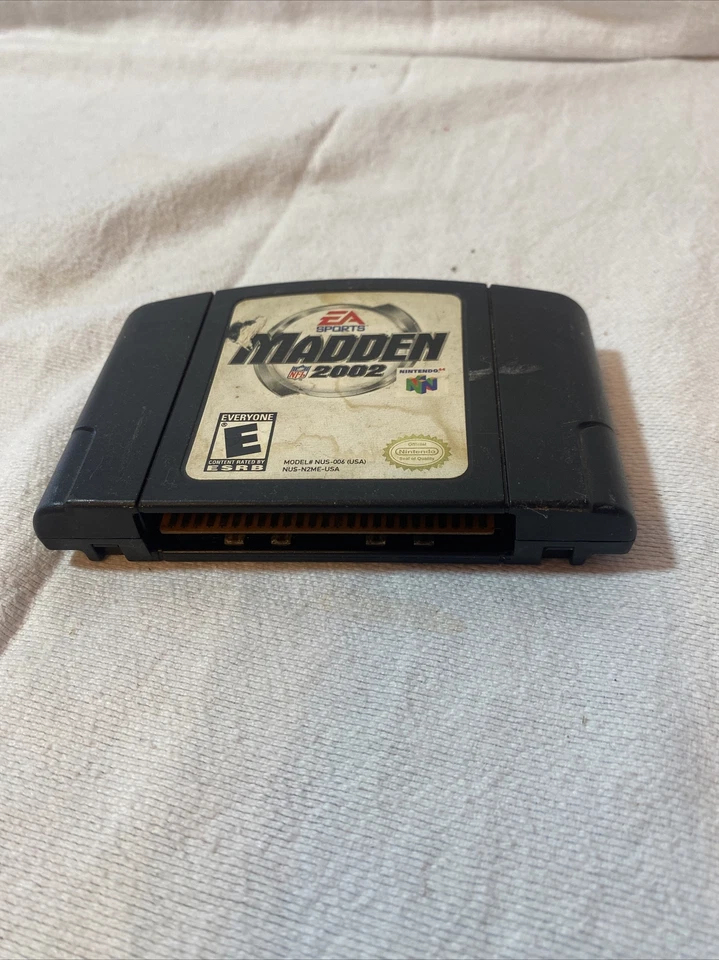 EA
SPORTS
MADDEN
NFL 2002
NINTENDO 64
N
EVERYONE
E
CONTENT RATED BY
ESRB
MODEL# NUS-006 (USA)
NUS-N2ME-USA
Official
Nintendo
Seal of Quality